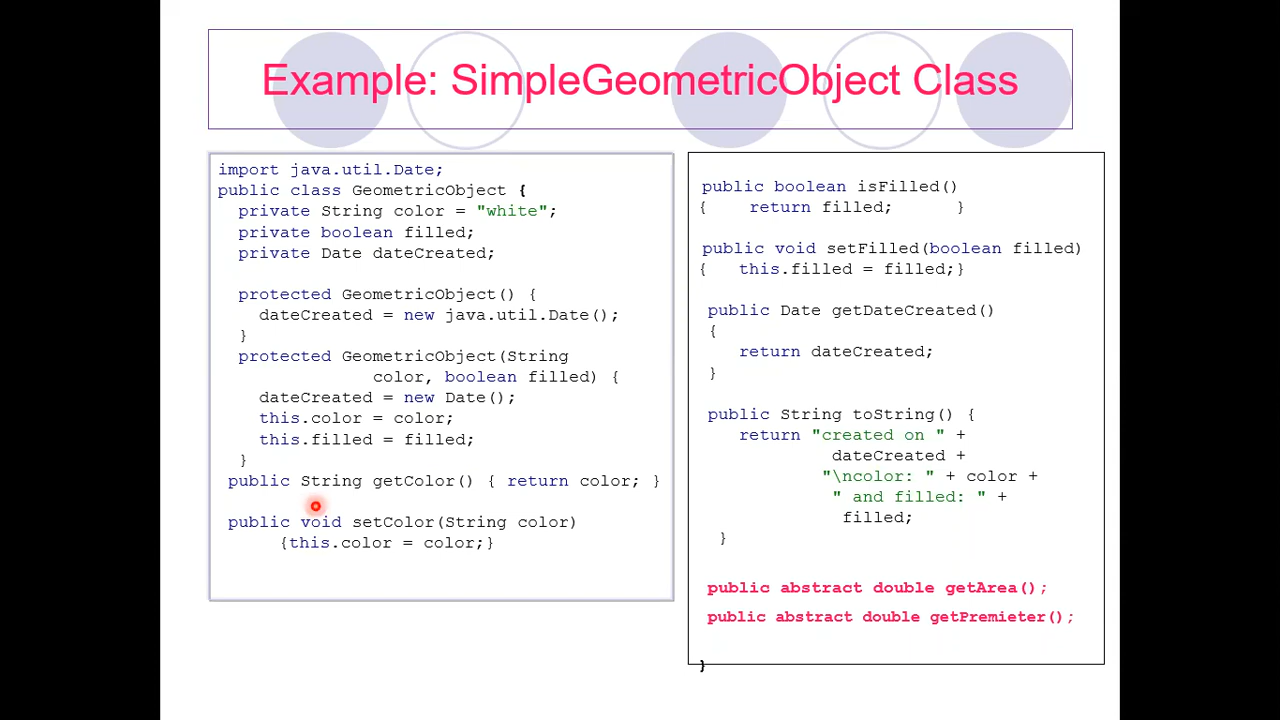 Example: SimpleGeometricObject Class
import java.util.Date;
public class GeometricObject {
private String color = "white";
private boolean filled;
private Date dateCreated;
protected GeometricObject() {
dateCreated = new java.util.Date();
}
protected GeometricObject(String
color, boolean filled) {
dateCreated = new Date();
this.color = color;
this.filled = filled;
}
public String getColor() { return color; }
public void setColor(String color)
{this.color = color;}
public boolean isFilled()
{ return filled; }
public void setFilled(boolean filled)
{ this.filled = filled;}
public Date getDateCreated()
{
return dateCreated;
}
public String toString() {
return "created on " +
dateCreated +
"\ncolor: " + color +
" and filled: " +
filled;
}
public abstract double getArea();
public abstract double getPremieter();
}